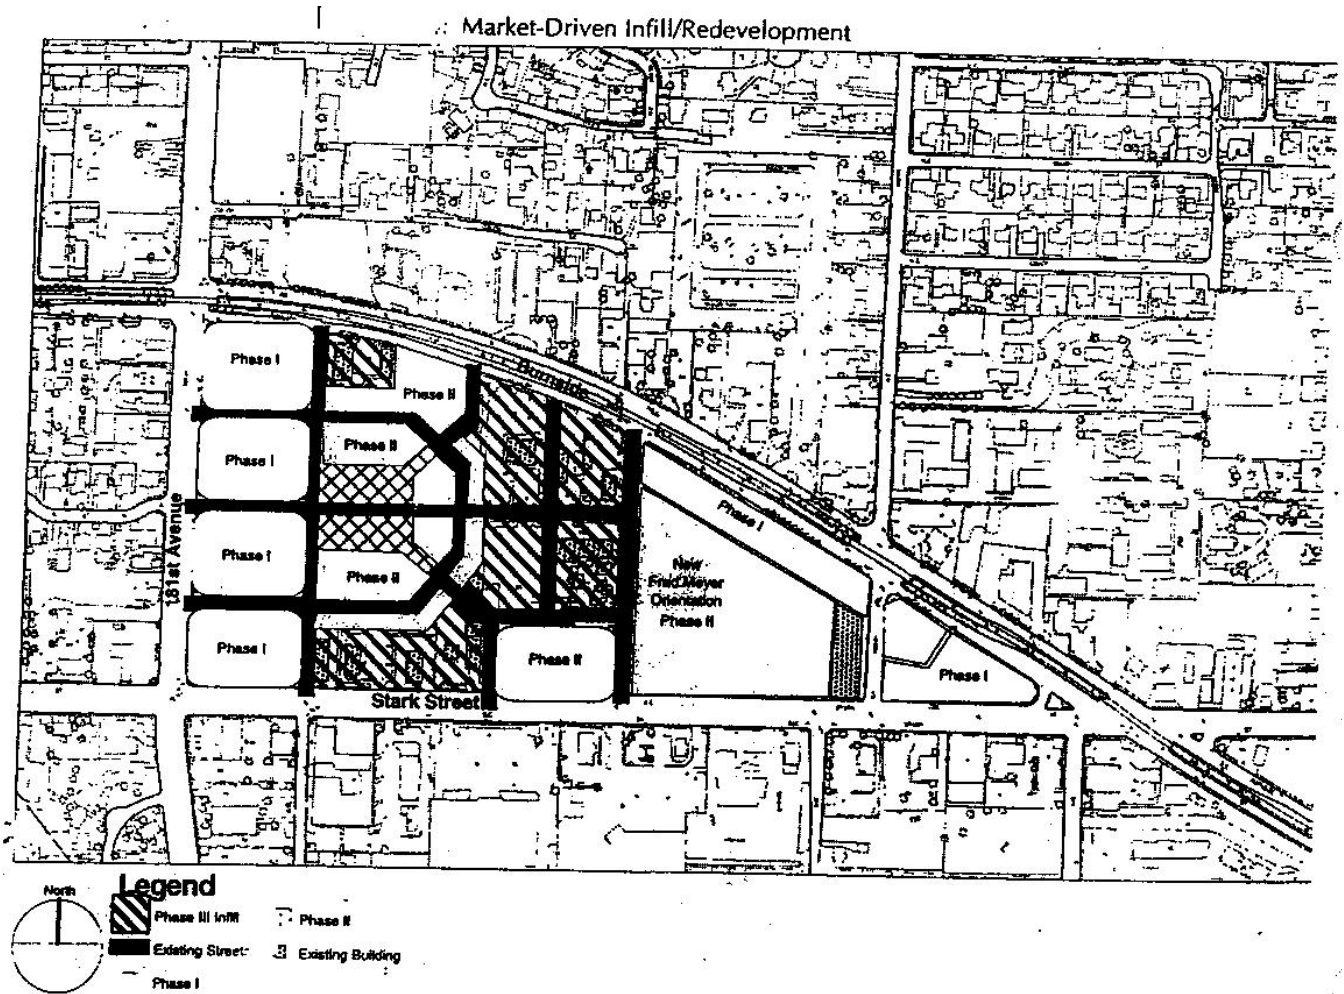 Market-Driven Infill/Redevelopment
Burnside
Phase I
Phase II
Phase II
Phase I
Phase I
181st Avenue
Phase I
Phase II
New
Fred Meyer
Orientation
Phase II
Phase I
Phase II
Phase I
Phase I
Stark Street
North
Legend
Phase III Infill
Phase II
Existing Street
Existing Building
Phase I